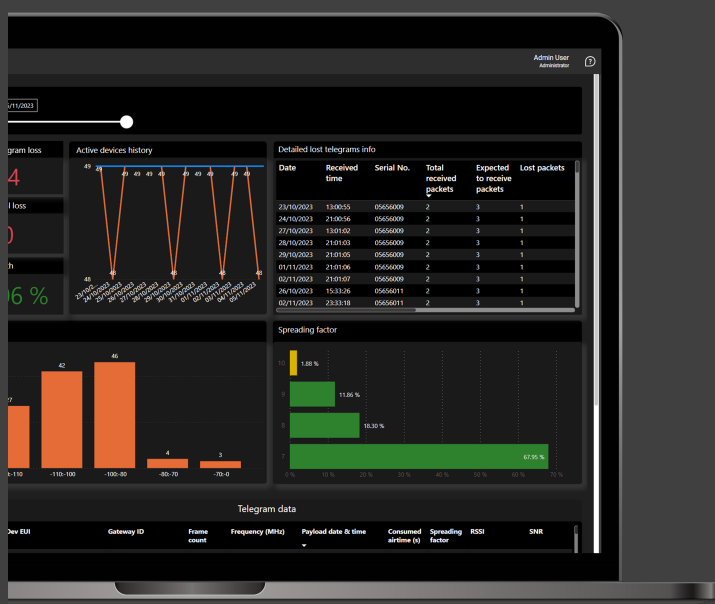 Admin User
Administrator
?
5/11/2023
gram loss
4
l loss
0
th
96 %
Active devices history
49
49 49 49 49 49 49 49 49
48
48 48 48 48
23/10/2...
24/10/2023
25/10/2023
26/10/2023
27/10/2023
28/10/2023
29/10/2023
30/10/2023
31/10/2023
01/11/2023
02/11/2023
03/11/2023
04/11/2023
05/11/2023
Detailed lost telegrams info
Date Received time Serial No. Total received packets Expected to receive packets Lost packets
23/10/2023 13:00:55 05656009 2 3 1
24/10/2023 21:00:56 05656009 2 3 1
27/10/2023 13:01:02 05656009 2 3 1
28/10/2023 21:01:03 05656009 2 3 1
29/10/2023 21:01:05 05656009 2 3 1
01/11/2023 21:01:06 05656009 2 3 1
02/11/2023 21:01:07 05656009 2 3 1
26/10/2023 15:33:26 05656011 2 3 1
02/11/2023 23:33:18 05656011 2 3 1
27
42
46
4
3
-110
-110:-100
-100:-80
-80:-70
-70:-0
Spreading factor
10 1.88 %
9 11.86 %
8 18.30 %
7 67.95 %
0 % 10 % 20 % 30 % 40 % 50 % 60 % 70 %
Telegram data
Dev EUI Gateway ID Frame count Frequency (MHz) Payload date & time Consumed airtime (s) Spreading factor RSSI SNR